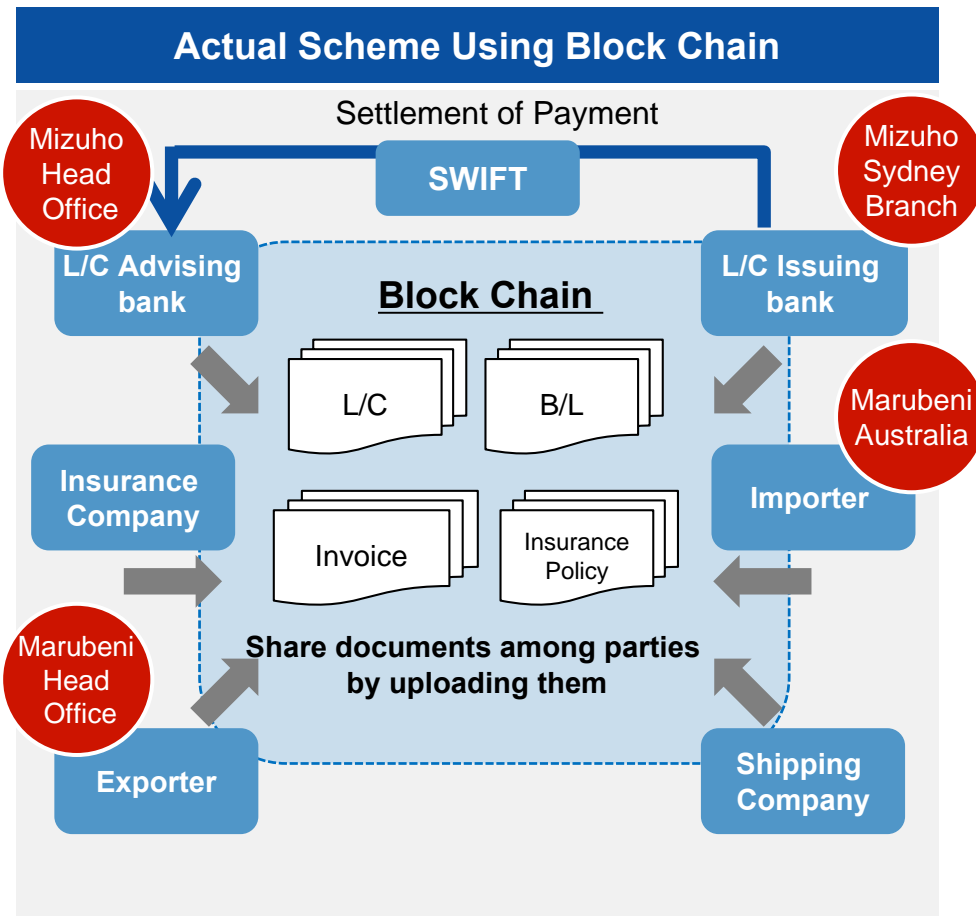 Actual Scheme Using Block Chain
Settlement of Payment
Mizuho
Head
Office
SWIFT
Mizuho
Sydney
Branch
L/C Advising
bank
L/C Issuing
bank
Block Chain
L/C
B/L
Marubeni
Australia
Insurance
Company
Importer
Invoice
Insurance
Policy
Share documents among parties
by uploading them
Marubeni
Head
Office
Exporter
Shipping
Company